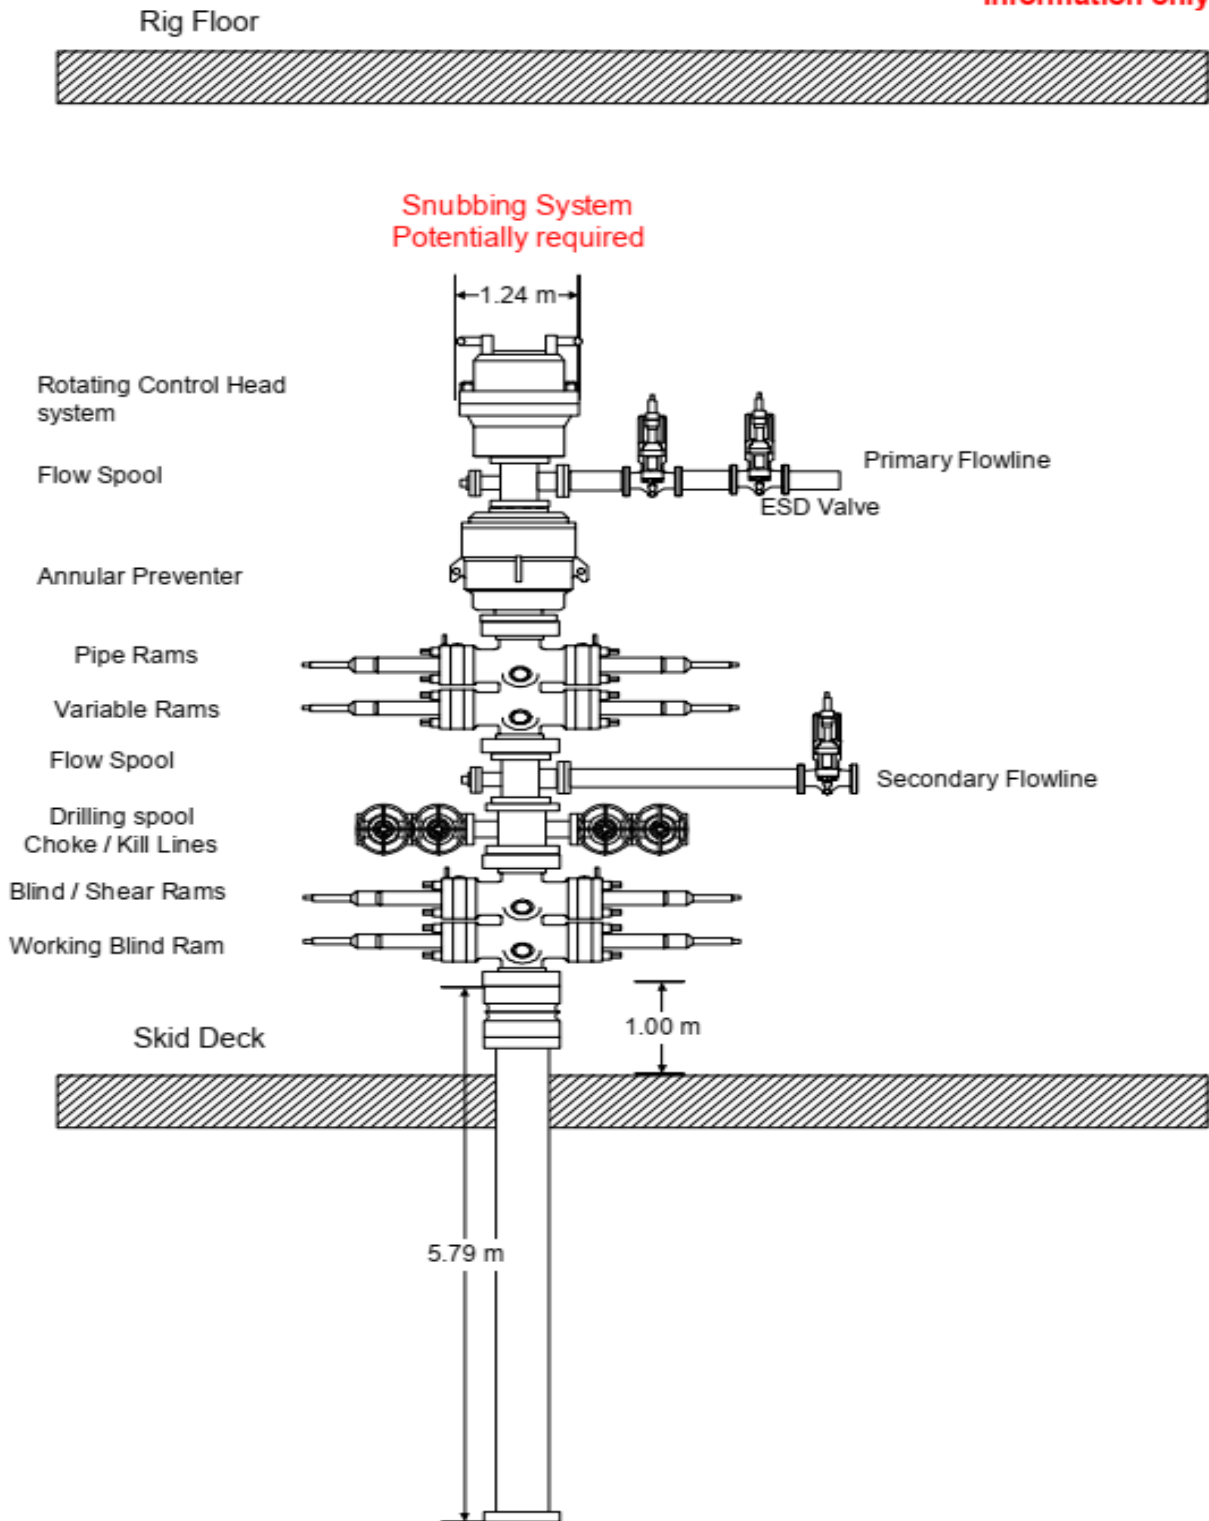 Information only
Rig Floor
Snubbing System
Potentially required
1.24 m
Rotating Control Head
system
Flow Spool
Primary Flowline
ESD Valve
Annular Preventer
Pipe Rams
Variable Rams
Flow Spool
Secondary Flowline
Drilling spool
Choke / Kill Lines
Blind / Shear Rams
Working Blind Ram
1.00 m
Skid Deck
5.79 m